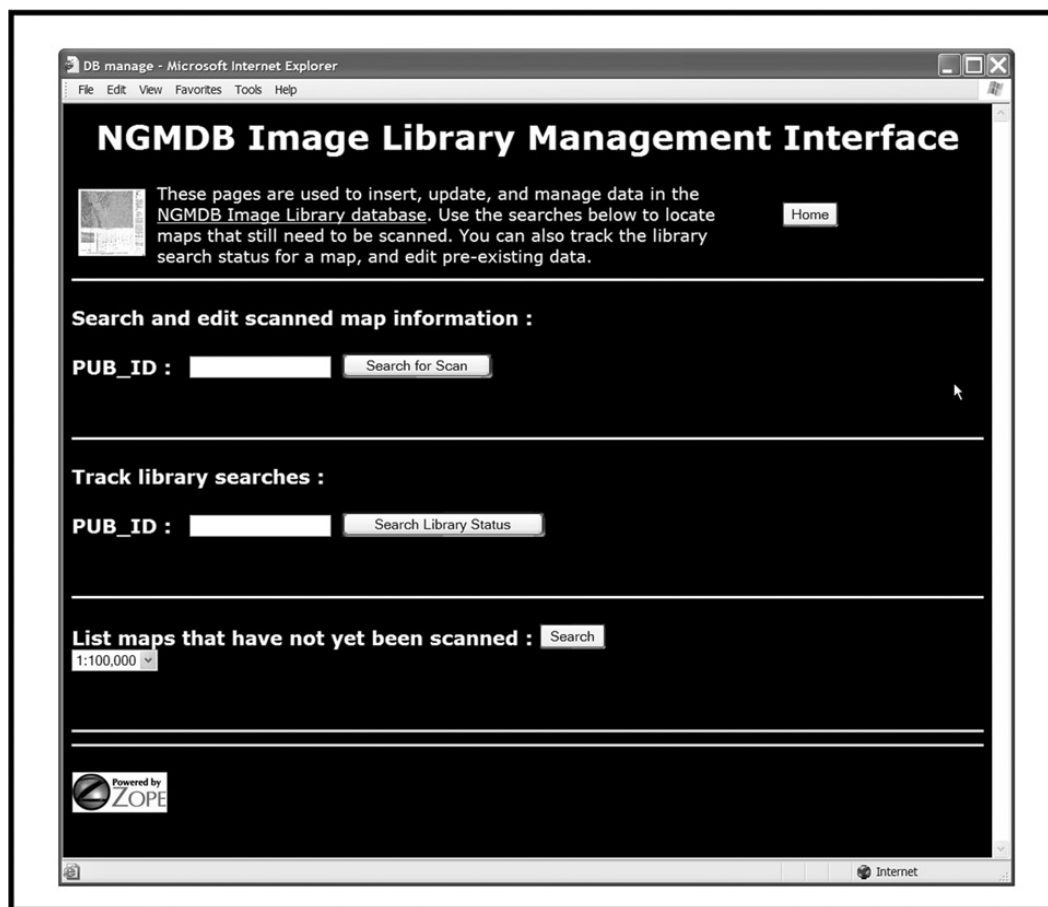 DB manage - Microsoft Internet Explorer
File Edit View Favorites Tools Help
NGMDB Image Library Management Interface
These pages are used to insert, update, and manage data in the
NGMDB Image Library database. Use the searches below to locate
maps that still need to be scanned. You can also track the library
search status for a map, and edit pre-existing data.
Home
Search and edit scanned map information :
PUB_ID : Search for Scan
Track library searches :
PUB_ID : Search Library Status
List maps that have not yet been scanned : Search
1:100,000
Powered by
ZOPE
Internet